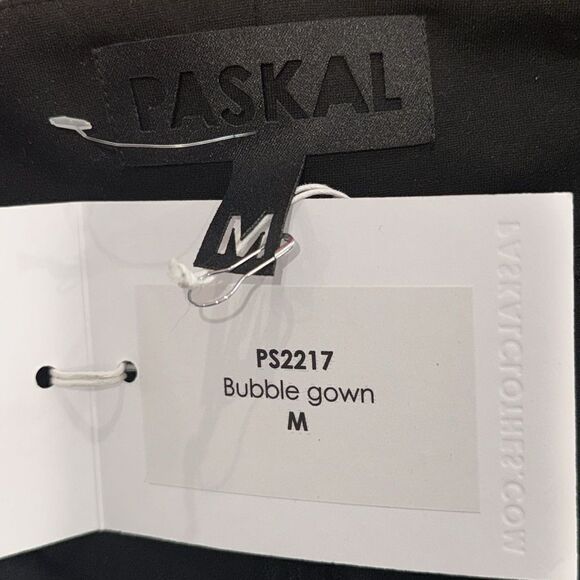 PASKAL
M
PS2217
Bubble gown
M
PASKALCLOTHES.COM